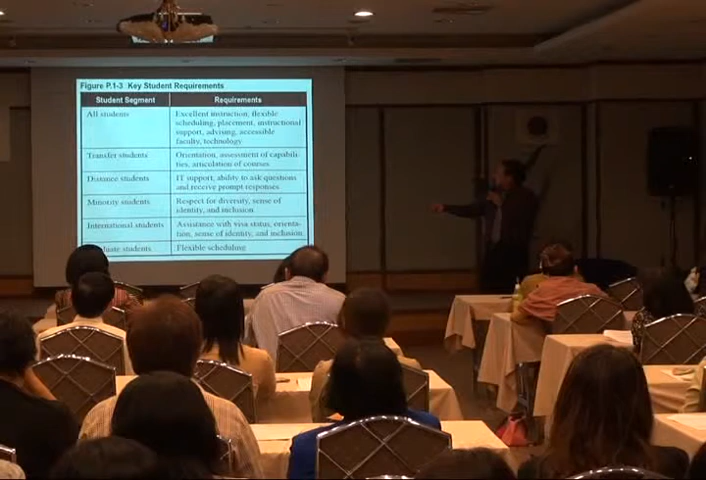 Figure P.1-3 Key Student Requirements
Student Segment Requirements
All students Excellent instruction, flexible
scheduling, placement, instructional
support, advising, accessible
faculty, technology
Transfer students Orientation, assessment of capabili-
ties, articulation of courses
Distance students IT support, ability to ask questions
and receive prompt responses
Minority students Respect for diversity, sense of
identity, and inclusion
International students Assistance with visa status, orienta-
tion, sense of identity, and inclusion
students Flexible scheduling